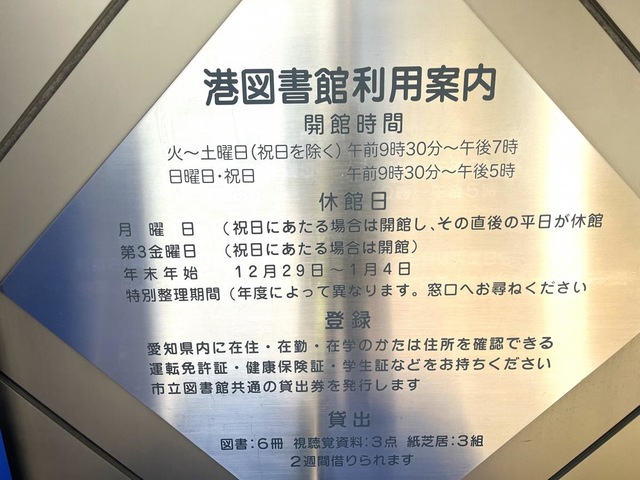 港図書館利用案内
開館時間
火～土曜日(祝日を除く) 午前9時30分～午後7時
日曜日・祝日 午前9時30分～午後5時
休館日
月曜日 (祝日にあたる場合は開館し、その直後の平日が休館
第3金曜日 (祝日にあたる場合は開館)
年末年始 12月29日～1月4日
特別整理期間 (年度によって異なります。窓口へお尋ねください
登録
愛知県内に在住・在勤・在学のかたは住所を確認できる
運転免許証・健康保険証・学生証などをお持ちください
市立図書館共通の貸出券を発行します
貸出
図書:6冊 視聴覚資料:3点 紙芝居:3組
2週間借りられます